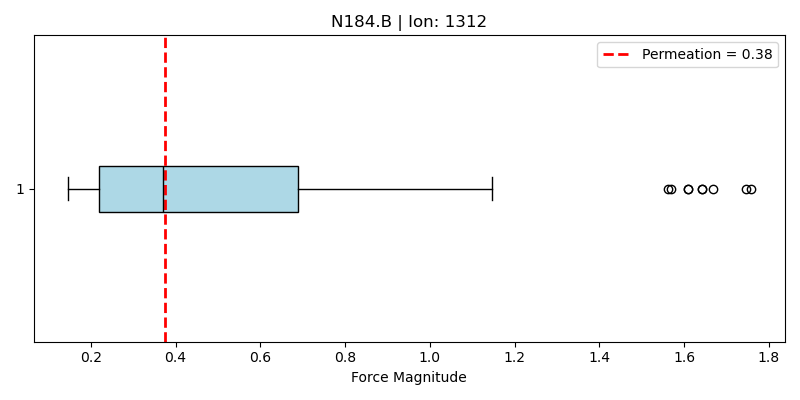 N184.B | Ion: 1312
Permeation = 0.38
1
0.2 0.4 0.6 0.8 1.0 1.2 1.4 1.6 1.8
Force Magnitude